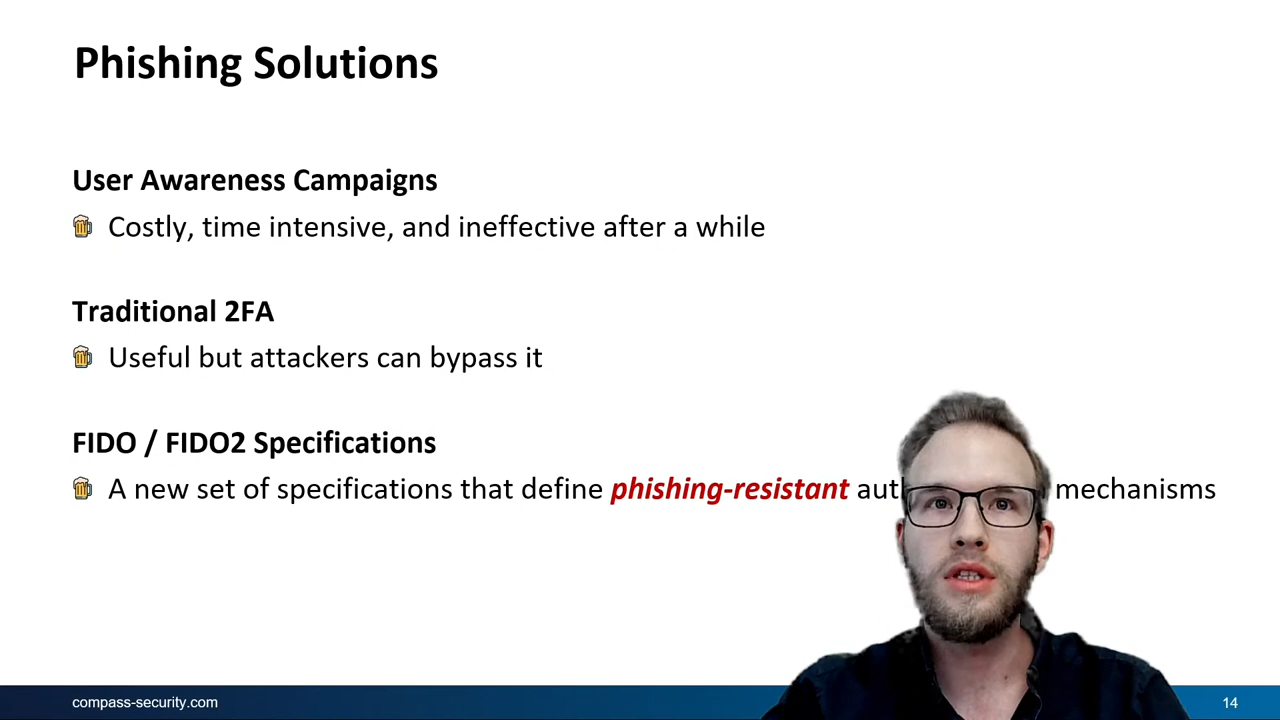 Phishing Solutions
User Awareness Campaigns
Costly, time intensive, and ineffective after a while
Traditional 2FA
Useful but attackers can bypass it
FIDO / FIDO2 Specifications
A new set of specifications that define phishing-resistant mechanisms
compass-security.com
14